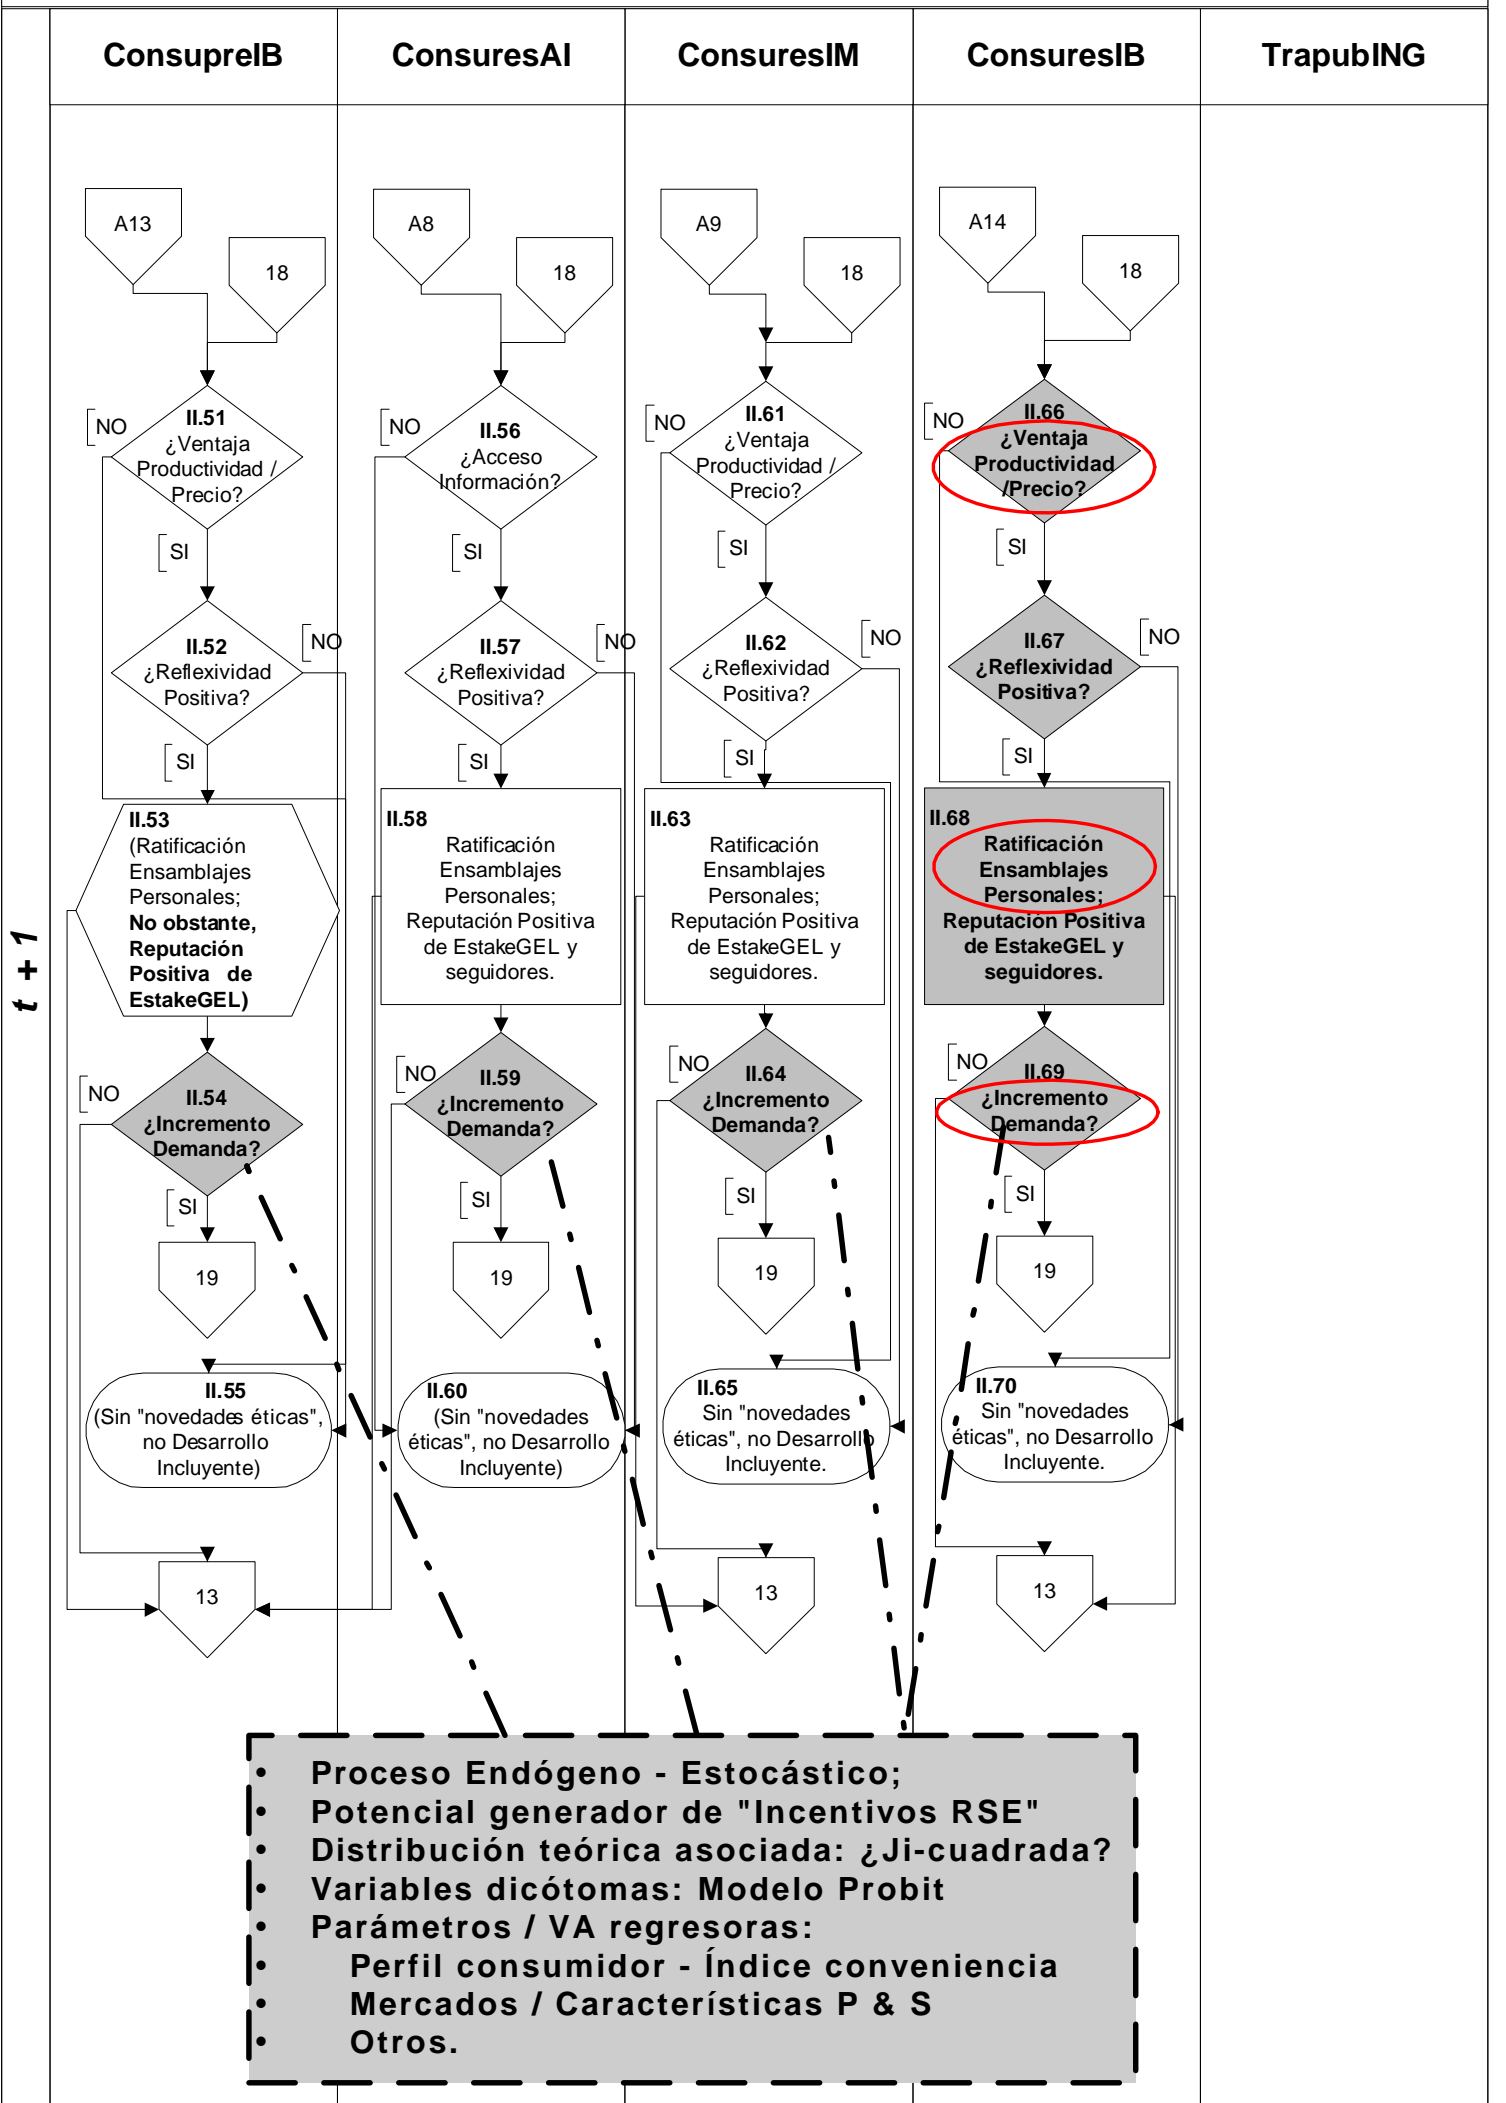 ConsupreIB
ConsuresAI
ConsuresIM
ConsuresIB
TrapubING
t + 1
A13
18
II.51
¿Ventaja
Productividad /
Precio?
NO
SI
II.52
¿Reflexividad
Positiva?
NO
SI
II.53
(Ratificación
Ensamblajes
Personales;
No obstante,
Reputación
Positiva de
EstakeGEL)
NO
II.54
¿Incremento
Demanda?
SI
19
II.55
(Sin "novedades éticas",
no Desarrollo
Incluyente)
13
A8
18
NO
II.56
¿Acceso
Información?
SI
II.57
¿Reflexividad
Positiva?
NO
SI
II.58
Ratificación
Ensamblajes
Personales;
Reputación Positiva
de EstakeGEL y
seguidores.
NO
II.59
¿Incremento
Demanda?
SI
19
II.60
(Sin "novedades
éticas", no Desarrollo
Incluyente)
A9
18
NO
II.61
¿Ventaja
Productividad /
Precio?
SI
II.62
¿Reflexividad
Positiva?
NO
SI
II.63
Ratificación
Ensamblajes
Personales;
Reputación Positiva
de EstakeGEL y
seguidores.
NO
II.64
¿Incremento
Demanda?
SI
19
II.65
Sin "novedades
éticas", no Desarrollo
Incluyente.
13
A14
18
NO
II.66
¿Ventaja
Productividad
/Precio?
SI
II.67
¿Reflexividad
Positiva?
NO
SI
II.68
Ratificación
Ensamblajes
Personales;
Reputación Positiva
de EstakeGEL y
seguidores.
NO
II.69
¿Incremento
Demanda?
SI
19
II.70
Sin "novedades
éticas", no Desarrollo
Incluyente.
13
• Proceso Endógeno - Estocástico;
• Potencial generador de "Incentivos RSE"
• Distribución teórica asociada: ¿Ji-cuadrada?
• Variables dicótomas: Modelo Probit
• Parámetros / VA regresoras:
• Perfil consumidor - Índice conveniencia
• Mercados / Características P & S
• Otros.